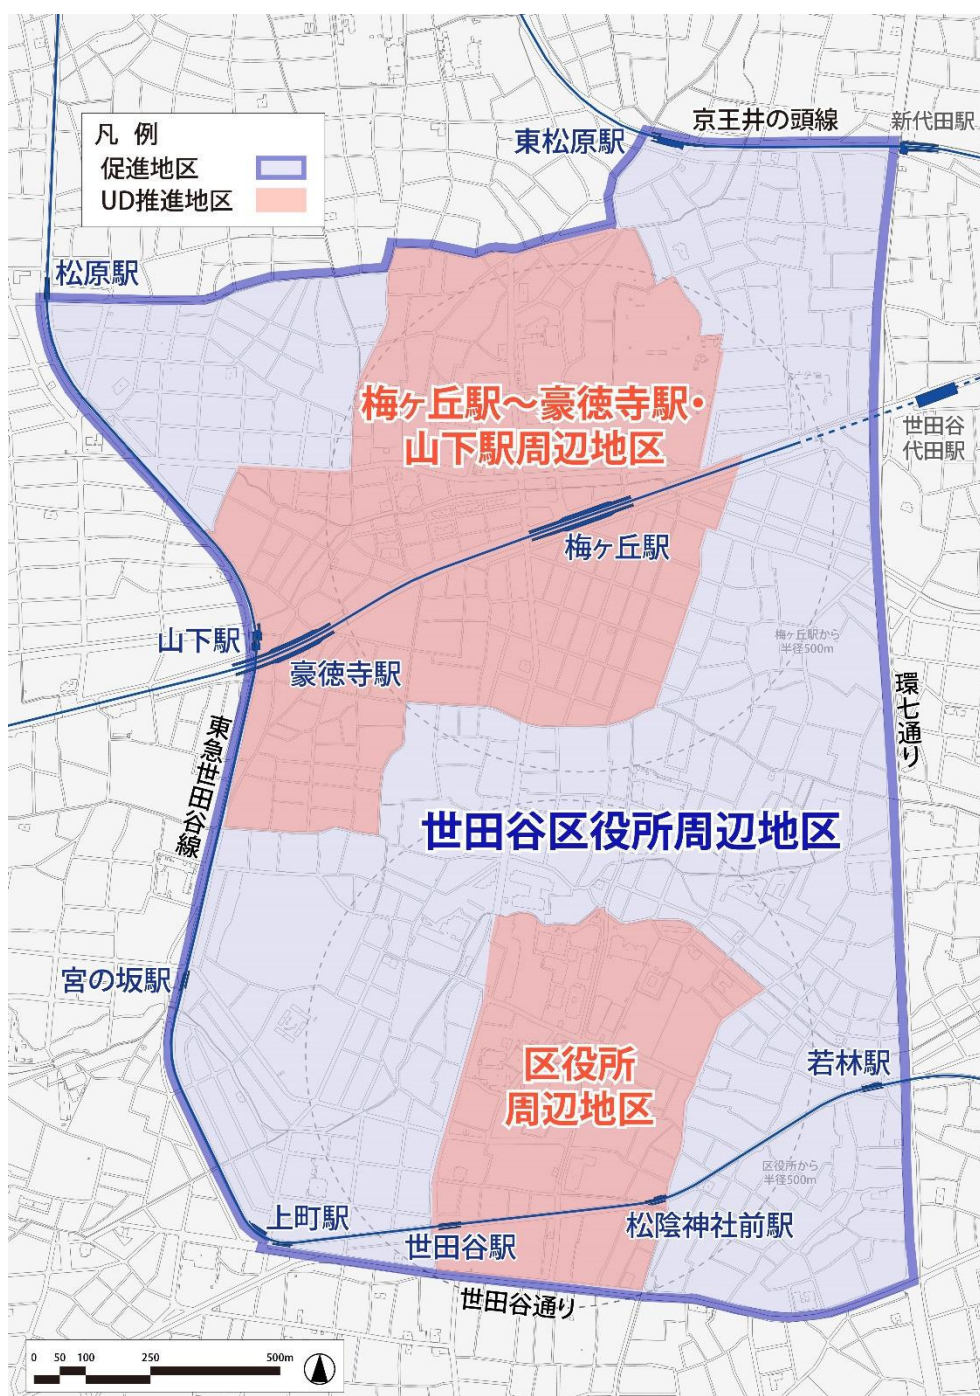 京王井の頭線
新代田駅
東松原駅
凡 例
促進地区
UD推進地区
松原駅
梅ヶ丘駅～豪徳寺駅・
山下駅周辺地区
世田谷
代田駅
梅ヶ丘駅
山下駅
豪徳寺駅
梅ヶ丘駅から
半径500m
環七通り
東急世田谷線
世田谷区役所周辺地区
宮の坂駅
区役所
周辺地区
若林駅
区役所から
半径500m
上町駅
世田谷駅
松陰神社前駅
世田谷通り
0 50 100 250 500m